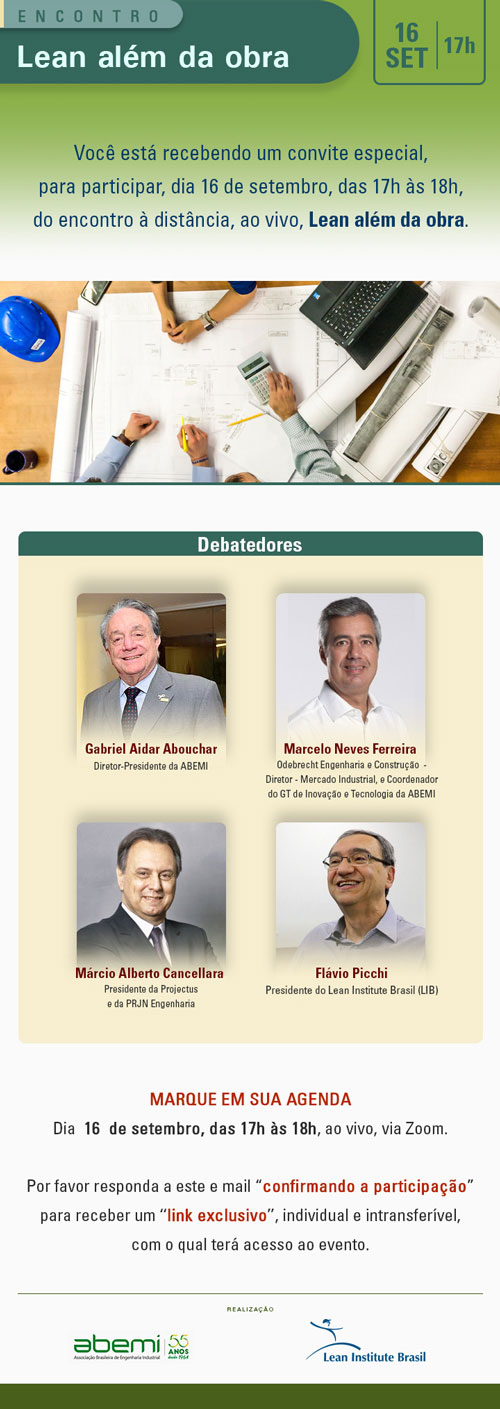 ENCONTRO
Lean além da obra
16
SET
17h
Você está recebendo um convite especial,
para participar, dia 16 de setembro, das 17h às 18h,
do encontro à distância, ao vivo, Lean além da obra.
Debatedores
Gabriel Aidar Abouchar
Diretor-Presidente da ABEMI
Marcelo Neves Ferreira
Odebrecht Engenharia e Construção -
Diretor - Mercado Industrial, e Coordenador
do GT de Inovação e Tecnologia da ABEMI
Márcio Alberto Cancellara
Presidente da Projectus
e da PRJN Engenharia
Flávio Picchi
Presidente do Lean Institute Brasil (LIB)
MARQUE EM SUA AGENDA
Dia 16 de setembro, das 17h às 18h, ao vivo, via Zoom.
Por favor responda a este e mail “confirmando a participação”
para receber um “link exclusivo”, individual e intransferível,
com o qual terá acesso ao evento.
REALIZAÇÃO
abemi
Associação Brasileira de Engenharia Industrial
55
ANOS
desde 1964
Lean Institute Brasil